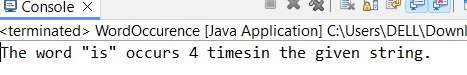 Console
<terminated> WordOccurence [Java Application] C:\Users\DELL\Downl
The word "is" occurs 4 timesin the given string.